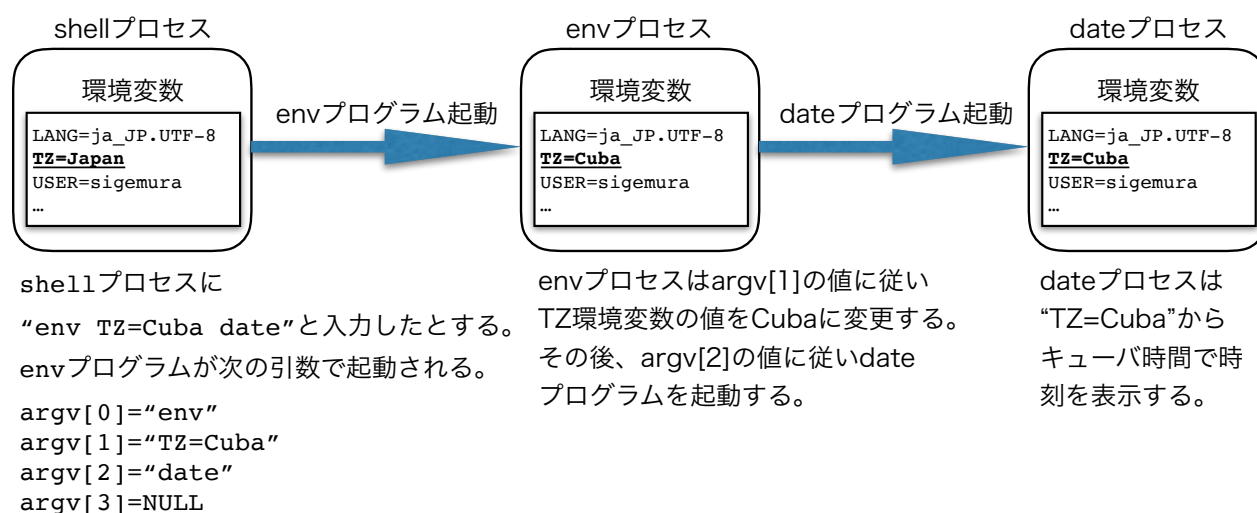 shellプロセス
環境変数
LANG=ja_JP.UTF-8
TZ=Japan
USER=sigemura
…
envプログラム起動
envプロセス
環境変数
LANG=ja_JP.UTF-8
TZ=Cuba
USER=sigemura
…
dateプログラム起動
dateプロセス
環境変数
LANG=ja_JP.UTF-8
TZ=Cuba
USER=sigemura
…
shellプロセスに
“env TZ=Cuba date”と入力したとする。
envプログラムが次の引数で起動される。
argv[0]=“env”
argv[1]=“TZ=Cuba”
argv[2]=“date”
argv[3]=NULL
envプロセスはargv[1]の値に従い
TZ環境変数の値をCubaに変更する。
その後、argv[2]の値に従いdate
プログラムを起動する。
dateプロセスは
“TZ=Cuba”から
キューバ時間で時
刻を表示する。